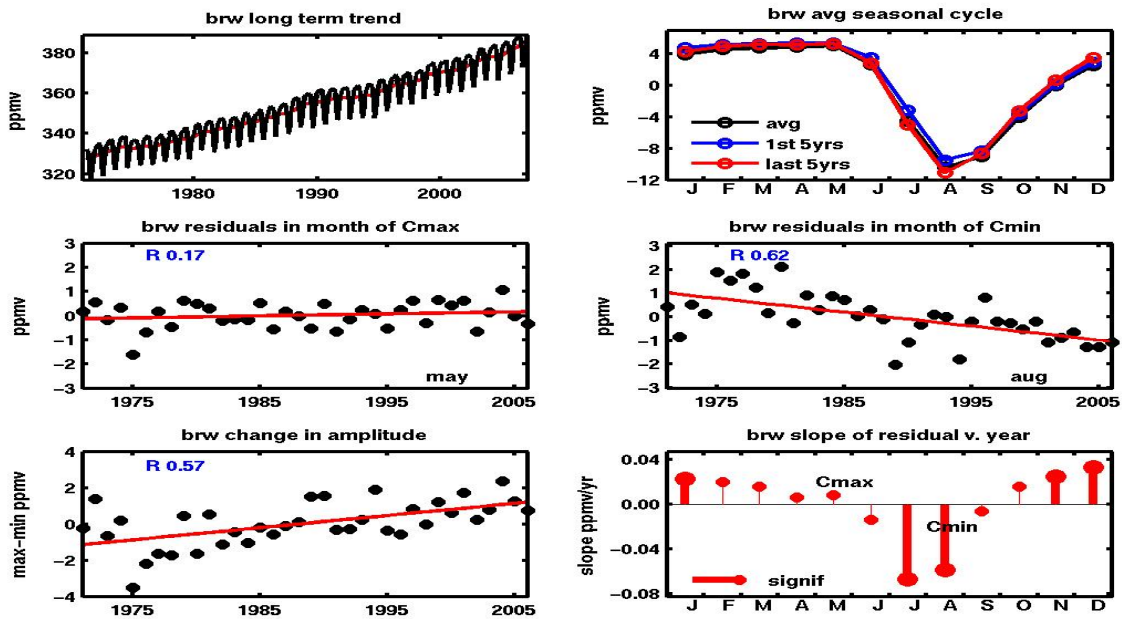 brw long term trend
ppmv
380
360
340
320
1980
1990
2000
brw avg seasonal cycle
ppmv
4
0
−4
−8
−12
avg
1st 5yrs
last 5yrs
J F M A M J J A S O N D
brw residuals in month of Cmax
R 0.17
ppmv
3
2
1
0
−1
−2
−3
may
1975
1985
1995
2005
brw residuals in month of Cmin
R 0.62
ppmv
3
2
1
0
−1
−2
−3
aug
1975
1985
1995
2005
brw change in amplitude
R 0.57
max−min ppmv
4
2
0
−2
−4
1975
1985
1995
2005
brw slope of residual v. year
slope ppmv/yr
0.04
0.00
−0.04
−0.08
Cmax
Cmin
signif
J F M A M J J A S O N D